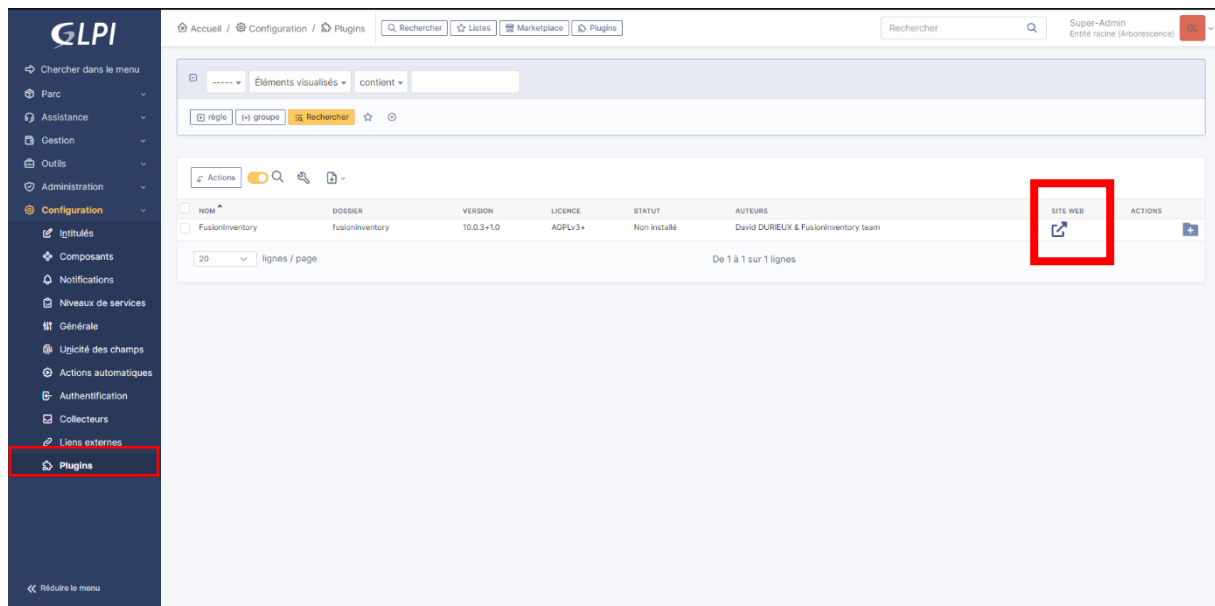 GLPI
Accueil / Configuration / Plugins Rechercher Listes Marketplace Plugins
Rechercher
Super-Admin
Entité racine (Arborescence)
GL
Chercher dans le menu
Parc
Assistance
Gestion
Outils
Administration
Configuration
Intitulés
Composants
Notifications
Niveaux de services
Générale
Unicité des champs
Actions automatiques
Authentification
Collecteurs
Liens externes
Plugins
Réduire le menu
----- Éléments visualisés contient
règle (+) groupe Rechercher
Actions
NOM DOSSIER VERSION LICENCE STATUT AUTEURS SITE WEB ACTIONS
FusionInventory fusioninventory 10.0.3+1.0 AGPLv3+ Non installé David DURIEUX & FusionInventory team
20 lignes / page De 1 à 1 sur 1 lignes